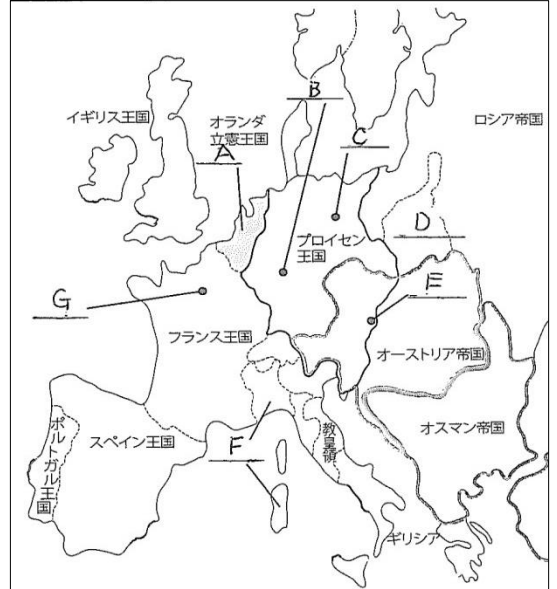 イギリス王国
オランダ
立憲王国
A
B
C
ロシア帝国
D
プロイセン
王国
E
G
フランス王国
オーストリア帝国
ポルトガル王国
スペイン王国
F
教皇領
オスマン帝国
ギリシア